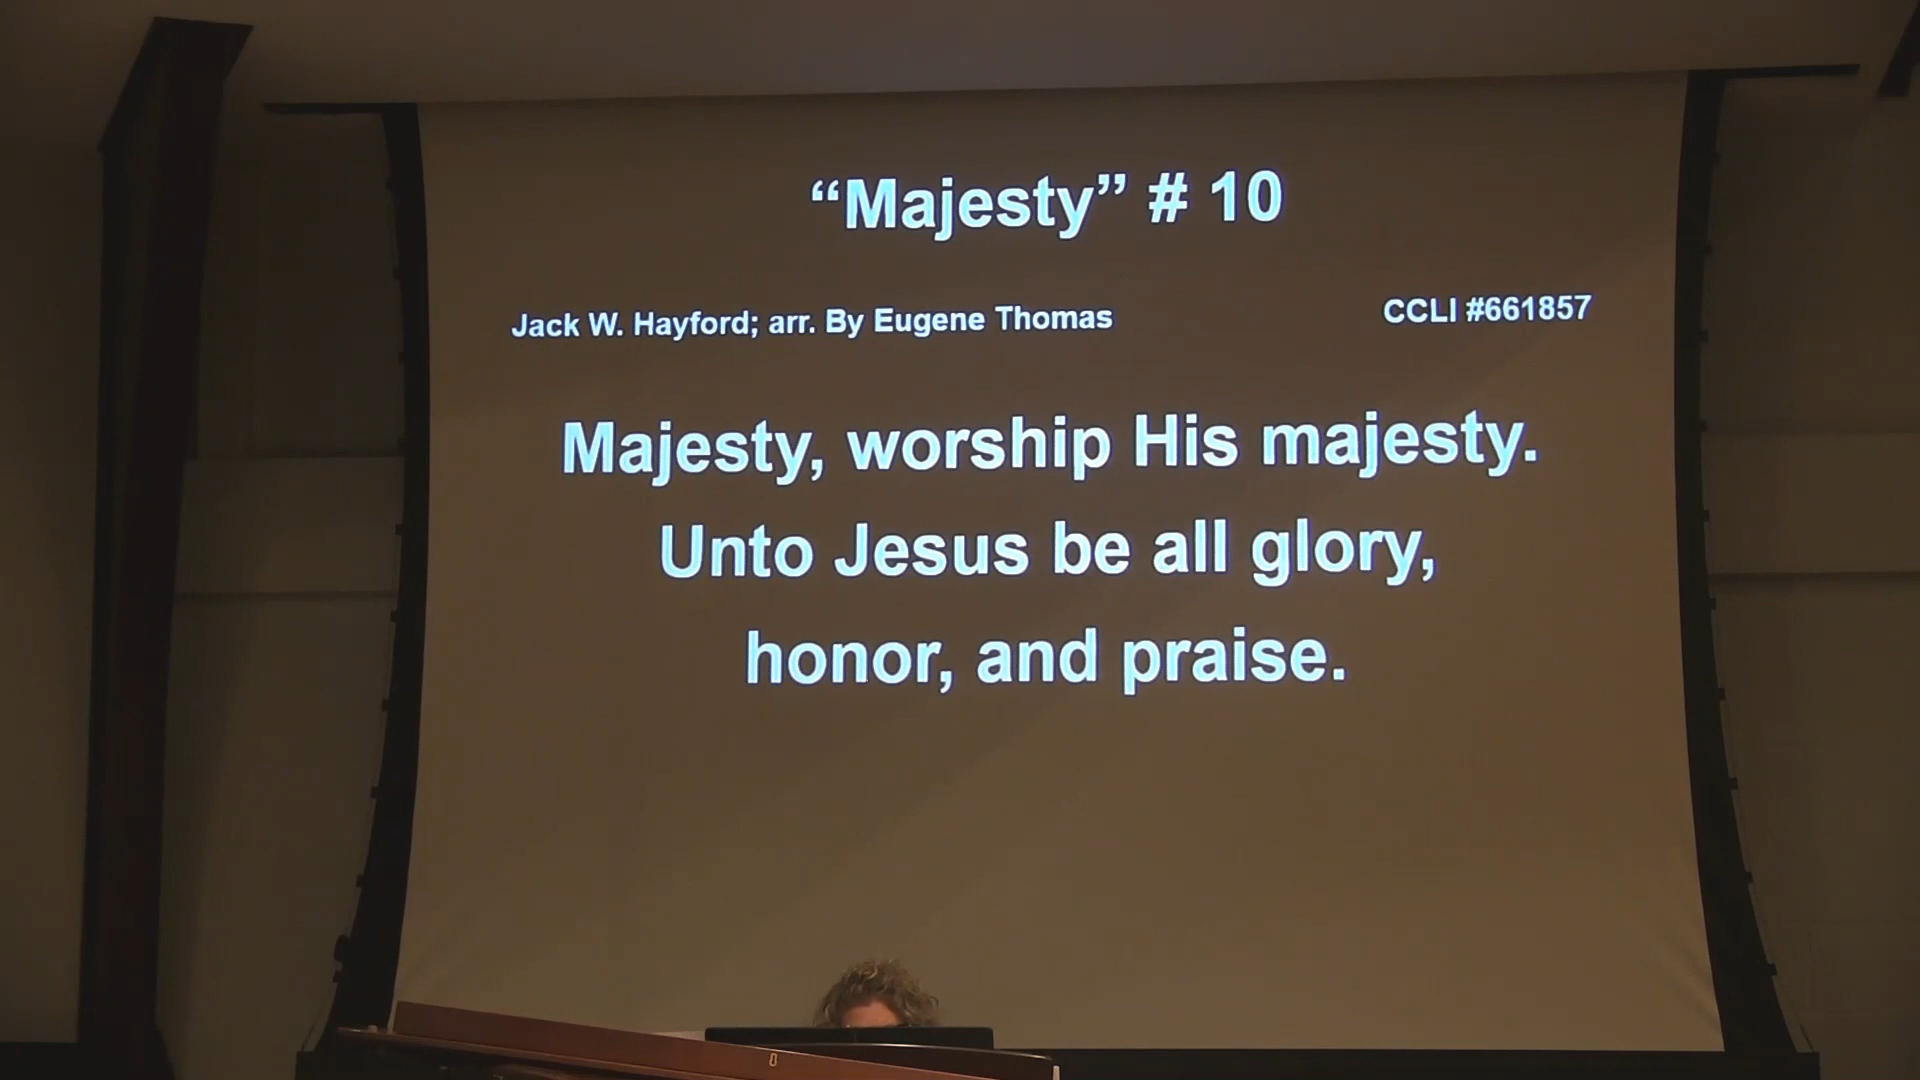 “Majesty” # 10
Jack W. Hayford; arr. By Eugene Thomas
CCLI #661857
Majesty, worship His majesty.
Unto Jesus be all glory,
honor, and praise.